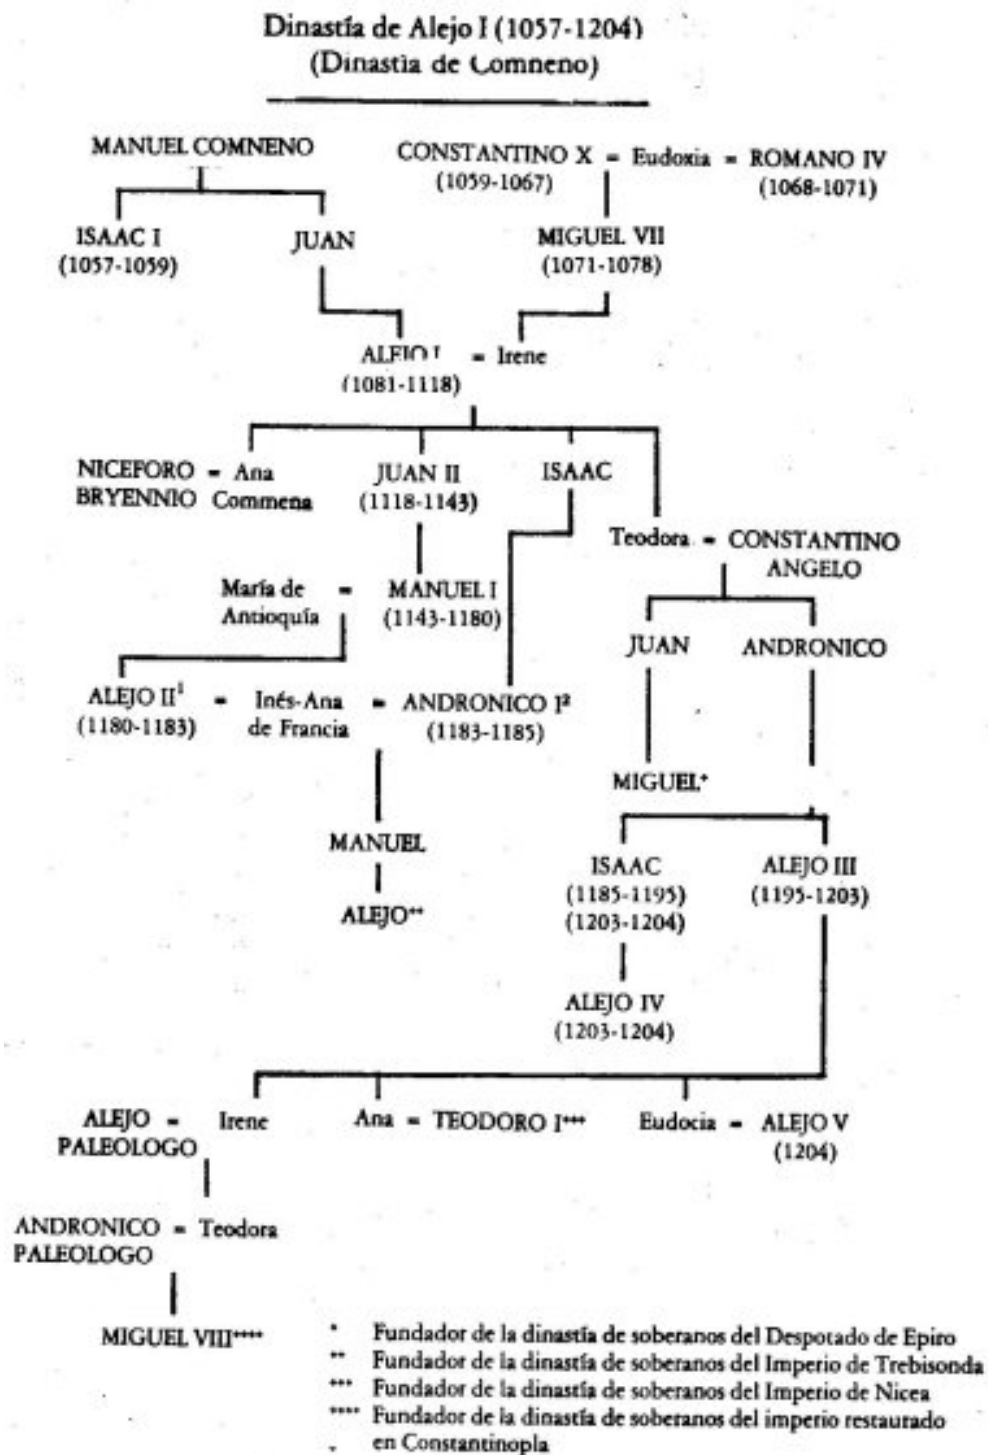 Dinastía de Alejo I (1057-1204)
(Dinastia de Comneno)
MANUEL COMNENO
CONSTANTINO X = Eudoxia = ROMANO IV
(1059-1067)
(1068-1071)
ISAAC I
(1057-1059)
JUAN
MIGUEL VII
(1071-1078)
ALEJO I = Irene
(1081-1118)
NICEFORO = Ana
BRYENNIO Commena
JUAN II
(1118-1143)
ISAAC
Teodora = CONSTANTINO
ANGELO
María de = MANUEL I
Antioquía (1143-1180)
JUAN
ANDRONICO
ALEJO II¹ = Inés-Ana = ANDRONICO I²
(1180-1183) de Francia (1183-1185)
MIGUEL*
MANUEL
ISAAC
(1185-1195)
(1203-1204)
ALEJO III
(1195-1203)
ALEJO**
ALEJO IV
(1203-1204)
ALEJO = Irene
PALEOLOGO
Ana = TEODORO I***
Eudocia = ALEJO V
(1204)
ANDRONICO = Teodora
PALEOLOGO
MIGUEL VIII****
* Fundador de la dinastía de soberanos del Despotado de Epiro
** Fundador de la dinastía de soberanos del Imperio de Trebisonda
*** Fundador de la dinastía de soberanos del Imperio de Nicea
**** Fundador de la dinastía de soberanos del imperio restaurado
en Constantinopla